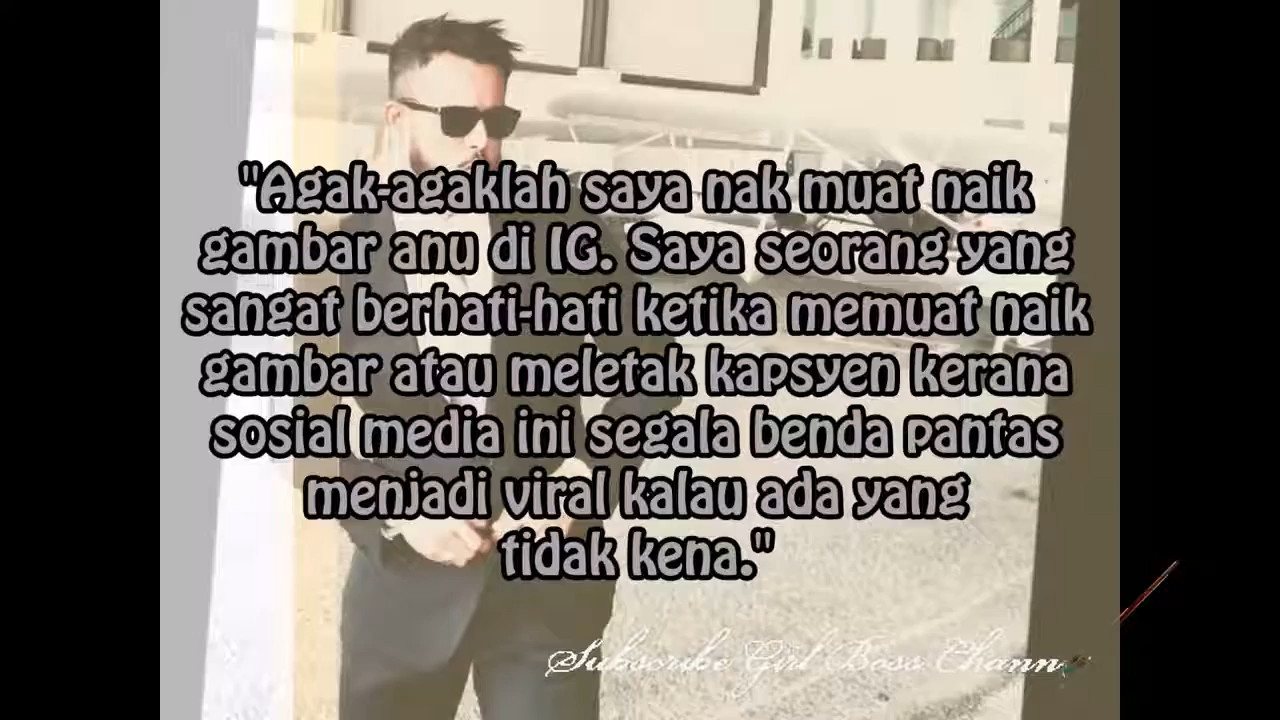 "Agak-agaklah saya nak muat naik
gambar anu di IG. Saya seorang yang
sangat berhati-hati ketika memuat naik
gambar atau meletak kapsyen kerana
sosial media ini segala benda pantas
menjadi viral kalau ada yang
tidak kena."
Subscribe Girl Boss Chann